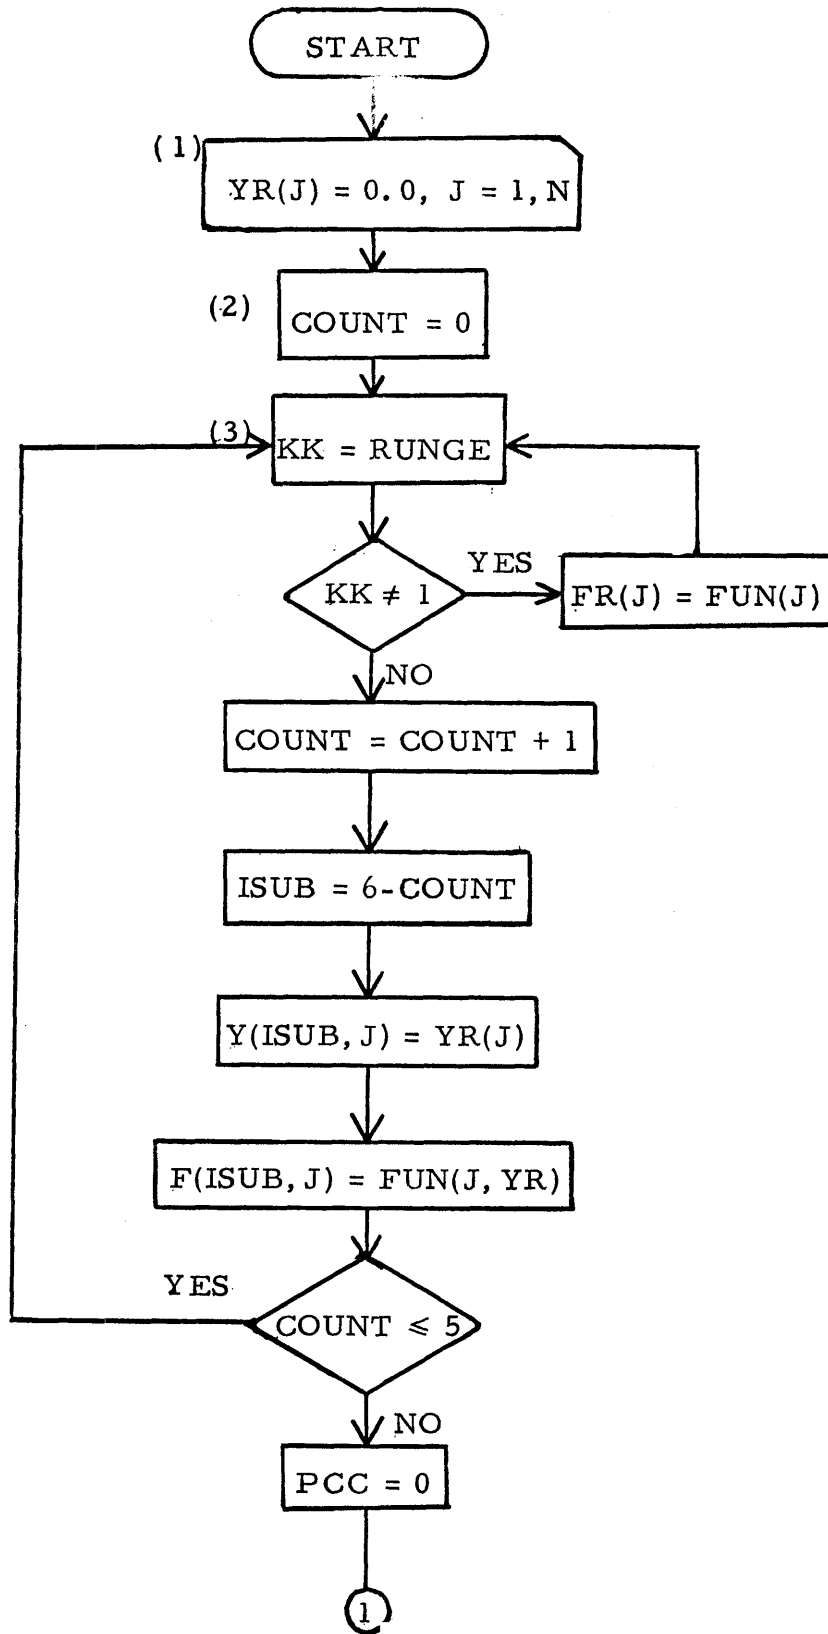 START
(1)
YR(J) = 0.0, J = 1, N
(2)
COUNT = 0
(3)
KK = RUNGE
KK ≠ 1
YES
FR(J) = FUN(J)
NO
COUNT = COUNT + 1
ISUB = 6-COUNT
Y(ISUB, J) = YR(J)
F(ISUB, J) = FUN(J, YR)
YES
COUNT ⩽ 5
NO
PCC = 0
1